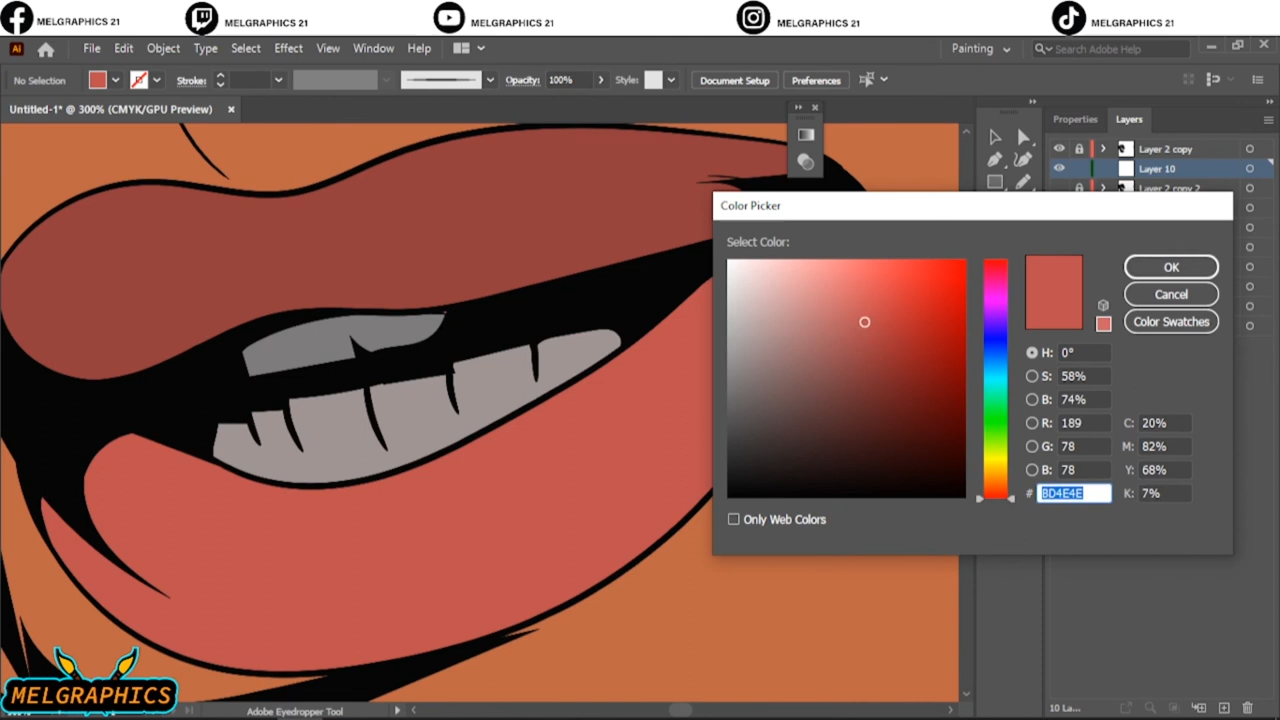 MELGRAPHICS 21
MELGRAPHICS 21
MELGRAPHICS 21
MELGRAPHICS 21
MELGRAPHICS 21
Ai File Edit Object Type Select Effect View Window Help Painting Search Adobe Help
No Selection Stroke: Opacity: 100% Style: Document Setup Preferences
Untitled-1* @ 300% (CMYK/GPU Preview) ×
Properties Layers
Layer 2 copy
Layer 10
Layer 2 copy 2
Color Picker
Select Color:
OK
Cancel
Color Swatches
H: 0°
S: 58%
B: 74%
R: 189 C: 20%
G: 78 M: 82%
B: 78 Y: 68%
# BD4E4E K: 7%
Only Web Colors
MELGRAPHICS
Adobe Eyedropper Tool
10 La...